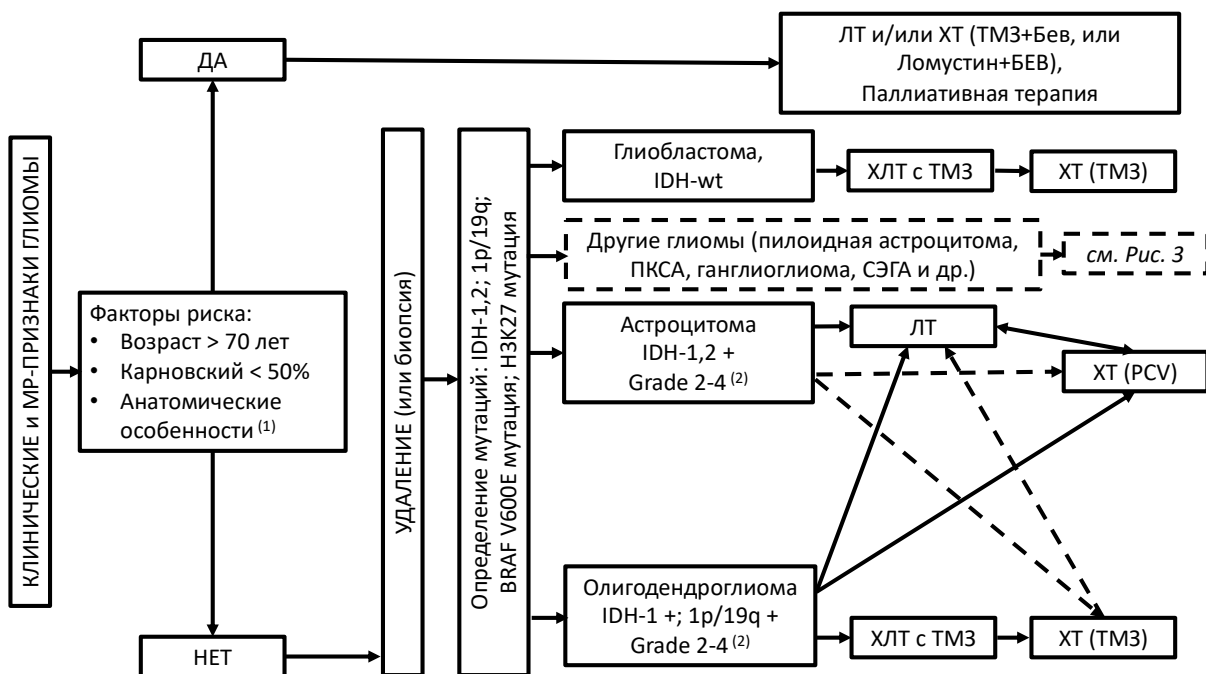 КЛИНИЧЕСКИЕ и МР-ПРИЗНАКИ ГЛИОМЫ
ДА
ЛТ и/или ХТ (ТМЗ+Бев, или
Ломустин+БЕВ),
Паллиативная терапия
Факторы риска:
• Возраст > 70 лет
• Карновский < 50%
• Анатомические
особенности (1)
НЕТ
УДАЛЕНИЕ (или биопсия)
Определение мутаций: IDH-1,2; 1p/19q;
BRAF V600E мутация; H3K27 мутация
Глиобластома,
IDH-wt
ХЛТ с ТМЗ
ХТ (ТМЗ)
Другие глиомы (пилоидная астроцитома,
ПКСА, ганглиоглиома, СЭГА и др.)
см. Рис. 3
Астроцитома
IDH-1,2 +
Grade 2-4 (2)
ЛТ
ХТ (PCV)
Олигодендроглиома
IDH-1 +; 1p/19q +
Grade 2-4 (2)
ХЛТ с ТМЗ
ХТ (ТМЗ)